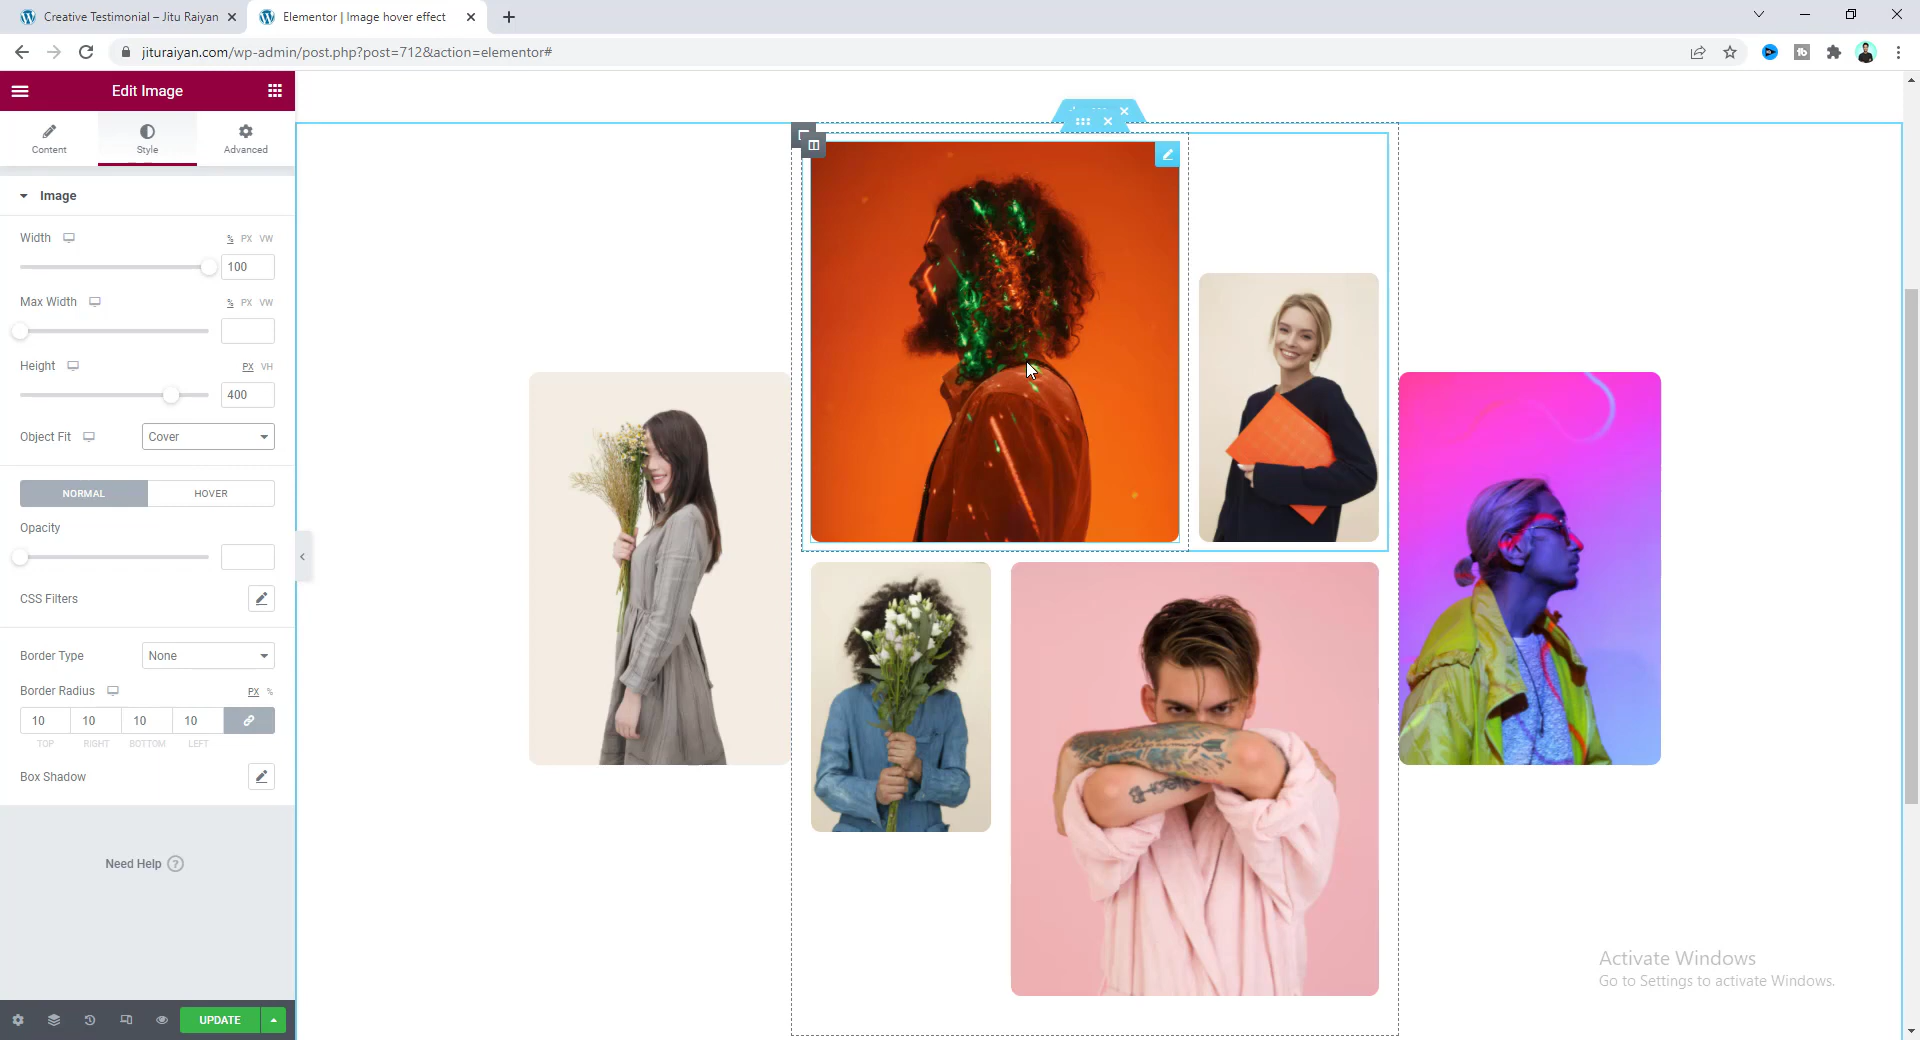 Creative Testimonial – Jitu Raiyan
Elementor | Image hover effect
jituraiyan.com/wp-admin/post.php?post=712&action=elementor#
Edit Image
Content
Style
Advanced
Image
Width
% PX VW
100
Max Width
% PX VW
Height
PX VH
400
Object Fit
Cover
NORMAL
HOVER
Opacity
CSS Filters
Border Type
None
Border Radius
PX %
10 10 10 10
TOP RIGHT BOTTOM LEFT
Box Shadow
Need Help ?
UPDATE
Activate Windows
Go to Settings to activate Windows.